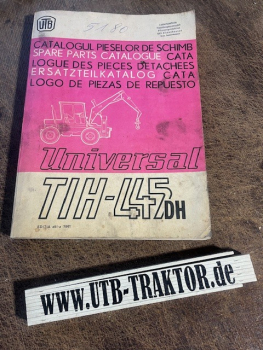 UTB
CATALOGUL PIESELOR DE SCHIMB
SPARE PARTS CATALOGUE CATA
LOGUE DES PIECES DETACHEES
ERSATZTEILKATALOG CATA
LOGO DE PIEZAS DE REPUESTO
Universal
TIH-445DH
www.UTB-TRAKTOR.de